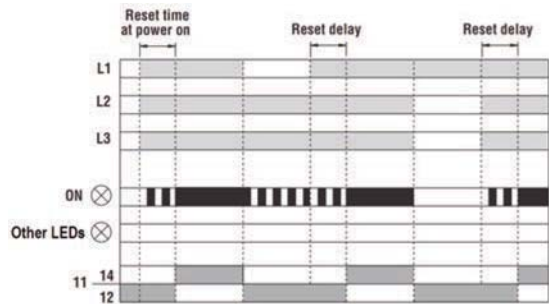 Reset time
at power on
Reset delay
Reset delay
L1
L2
L3
ON
Other LEDs
11
14
12